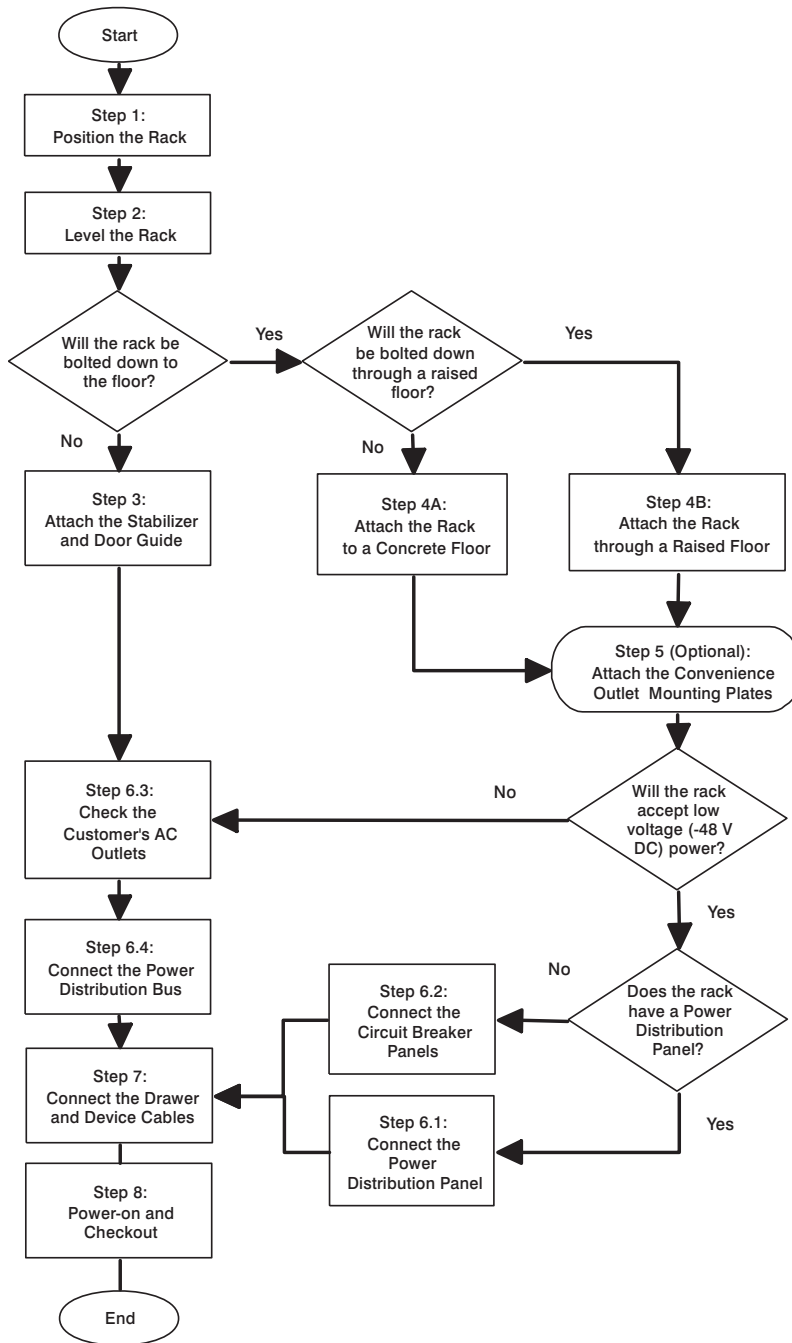 Start
Step 1:
Position the Rack
Step 2:
Level the Rack
Will the rack be
bolted down to
the floor?
Yes
Will the rack
be bolted down
through a raised
floor?
Yes
No
No
Step 3:
Attach the Stabilizer
and Door Guide
Step 4A:
Attach the Rack
to a Concrete Floor
Step 4B:
Attach the Rack
through a Raised Floor
Step 5 (Optional):
Attach the Convenience
Outlet Mounting Plates
Step 6.3:
Check the
Customer's AC
Outlets
No
Will the rack
accept low
voltage (-48 V
DC) power?
Yes
Step 6.4:
Connect the Power
Distribution Bus
Step 6.2:
Connect the
Circuit Breaker
Panels
No
Does the rack
have a Power
Distribution
Panel?
Yes
Step 7:
Connect the Drawer
and Device Cables
Step 6.1:
Connect the
Power
Distribution Panel
Step 8:
Power-on and
Checkout
End